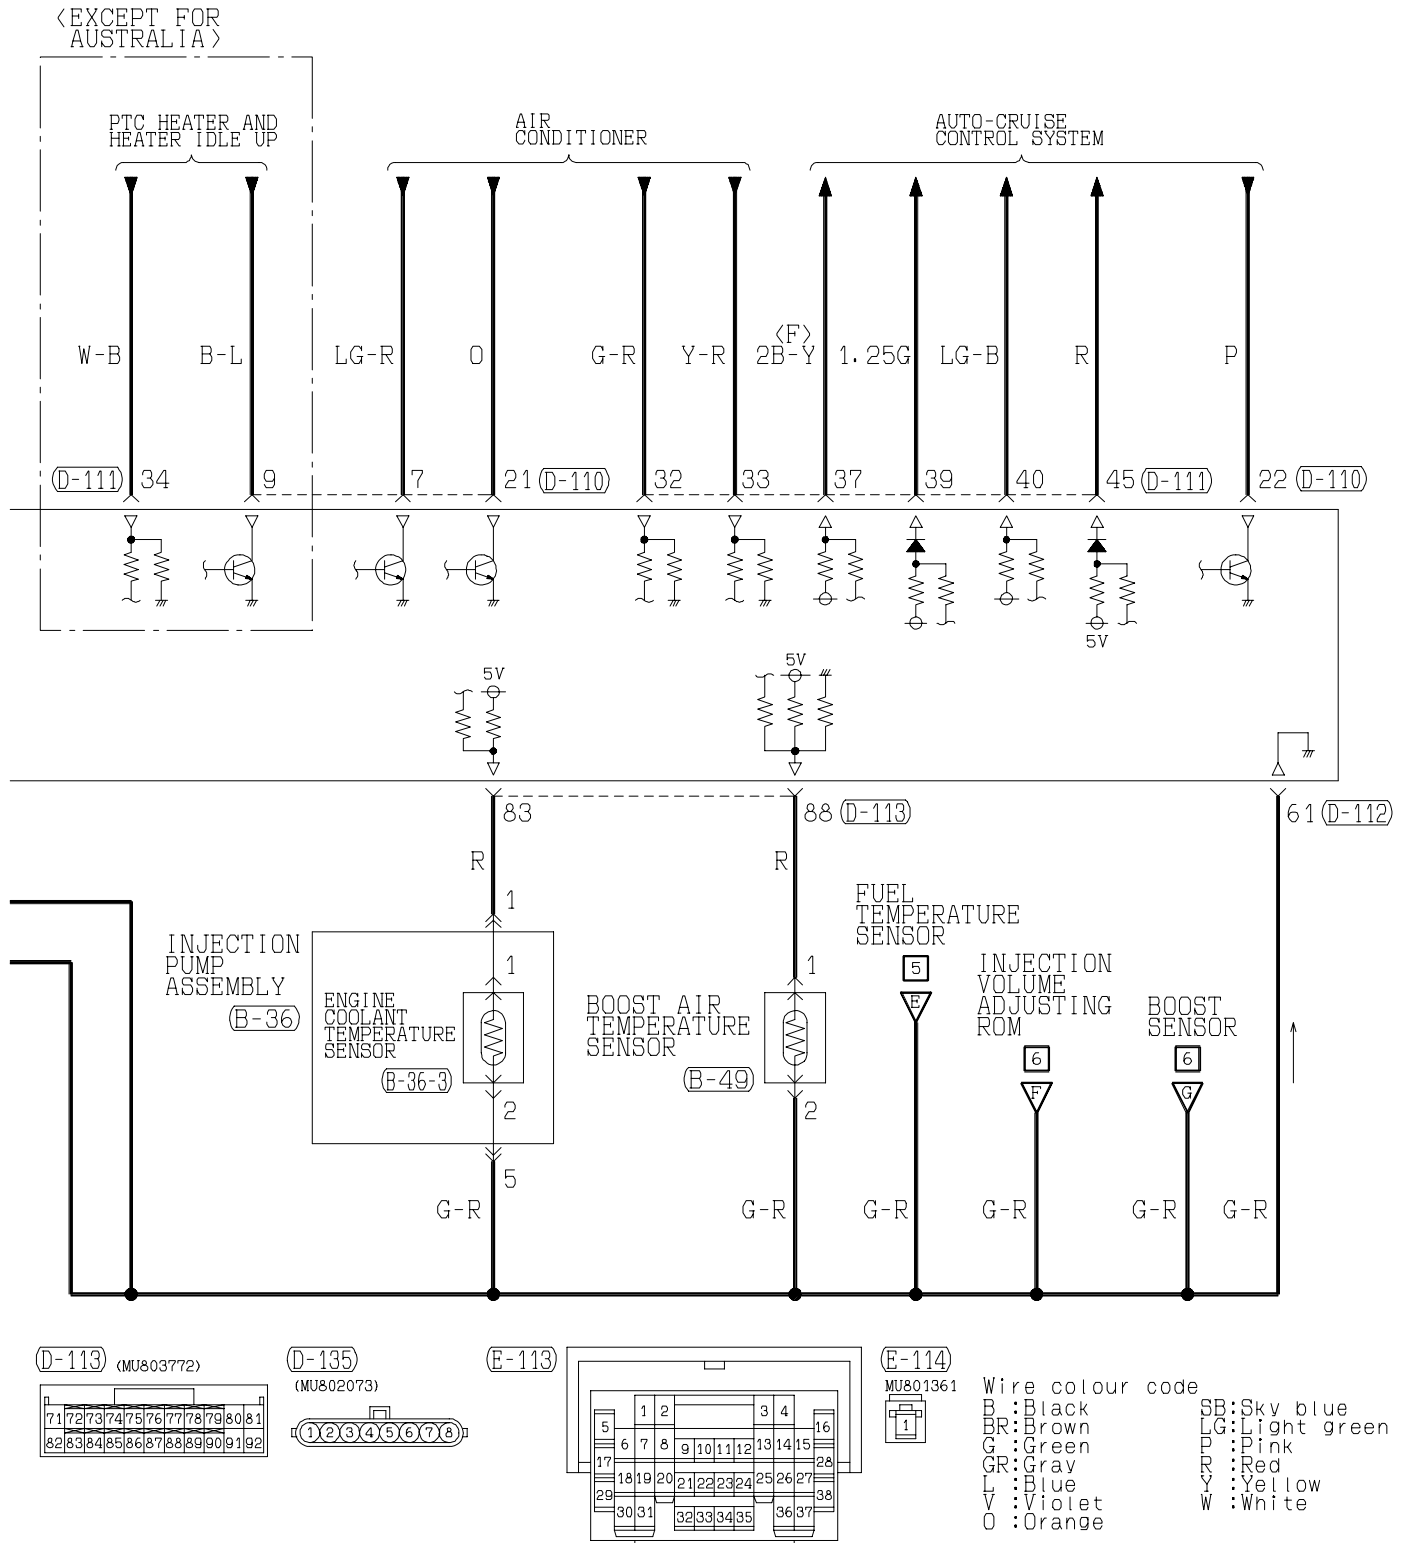 <EXCEPT FOR
AUSTRALIA>
PTC HEATER AND
HEATER IDLE UP
AIR
CONDITIONER
AUTO-CRUISE
CONTROL SYSTEM
W-B
B-L
LG-R
O
G-R
Y-R
<F>
2B-Y
1.25G
LG-B
R
P
D-111
34
9
7
21
D-110
32
33
37
39
40
45
D-111
22
D-110
5V
5V
5V
83
88
D-113
61
D-112
R
R
1
INJECTION
PUMP
ASSEMBLY
B-36
1
ENGINE
COOLANT
TEMPERATURE
SENSOR
B-36-3
2
5
BOOST AIR
TEMPERATURE
SENSOR
B-49
1
2
FUEL
TEMPERATURE
SENSOR
5
E
INJECTION
VOLUME
ADJUSTING
ROM
6
F
BOOST
SENSOR
6
G
G-R
G-R
G-R
G-R
G-R
G-R
D-113
(MU803772)
71 72 73 74 75 76 77 78 79 80 81
82 83 84 85 86 87 88 89 90 91 92
D-135
(MU802073)
1 2 3 4 5 6 7 8
E-113
1 2 3 4
5 16
6 7 8 9 10 11 12 13 14 15
17 28
18 19 20 21 22 23 24 25 26 27
29 38
30 31 32 33 34 35 36 37
E-114
MU801361
1
Wire colour code
B :Black
BR:Brown
G :Green
GR:Gray
L :Blue
V :Violet
O :Orange
SB:Sky blue
LG:Light green
P :Pink
R :Red
Y :Yellow
W :White